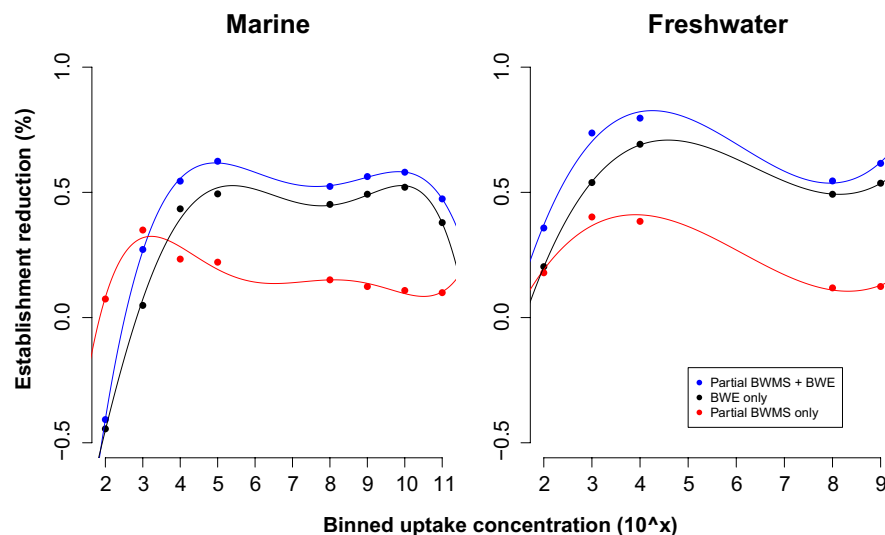 Marine Freshwater
Establishment reduction (%)
1.0
0.5
0.0
−0.5
2 3 4 5 6 7 8 9 10 11
1.0
0.5
0.0
−0.5
Partial BWMS + BWE
BWE only
Partial BWMS only
2 3 4 5 6 7 8 9
Binned uptake concentration (10^x)